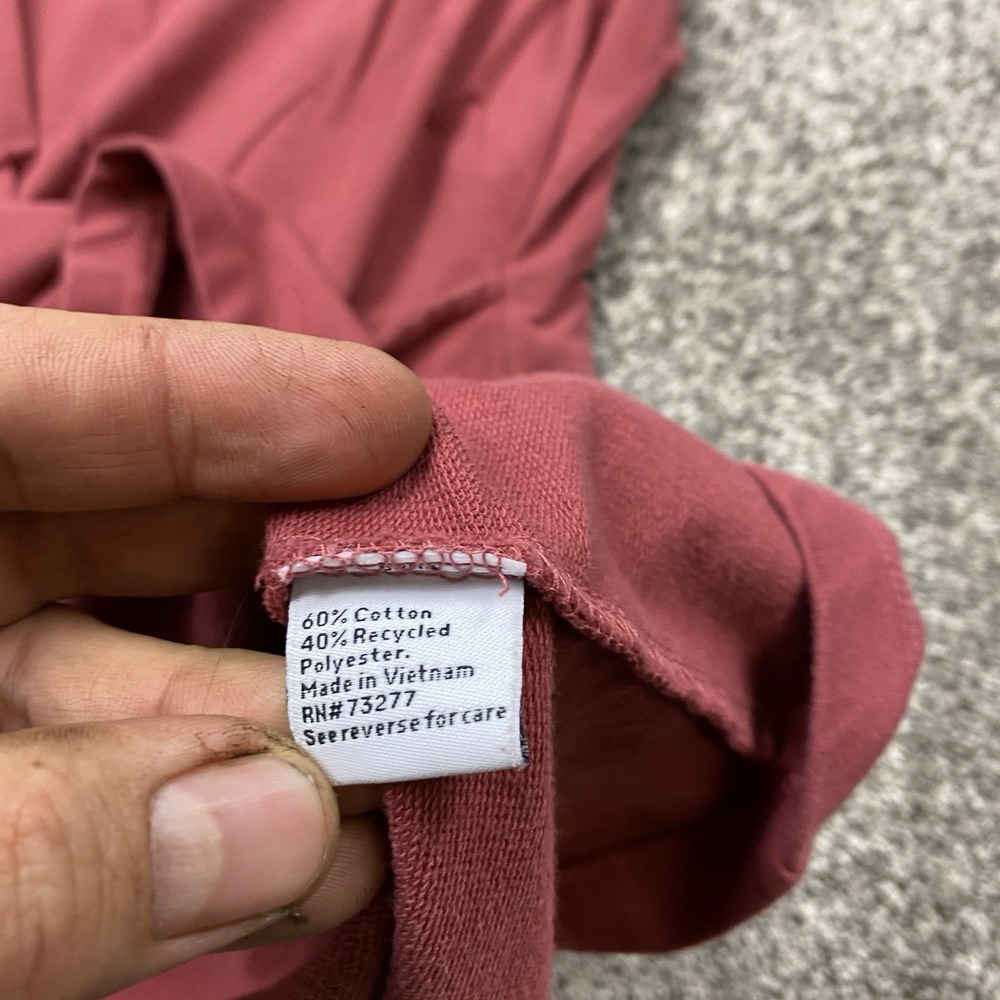 60% Cotton
40% Recycled
Polyester.
Made in Vietnam
RN# 73277
See reverse for care